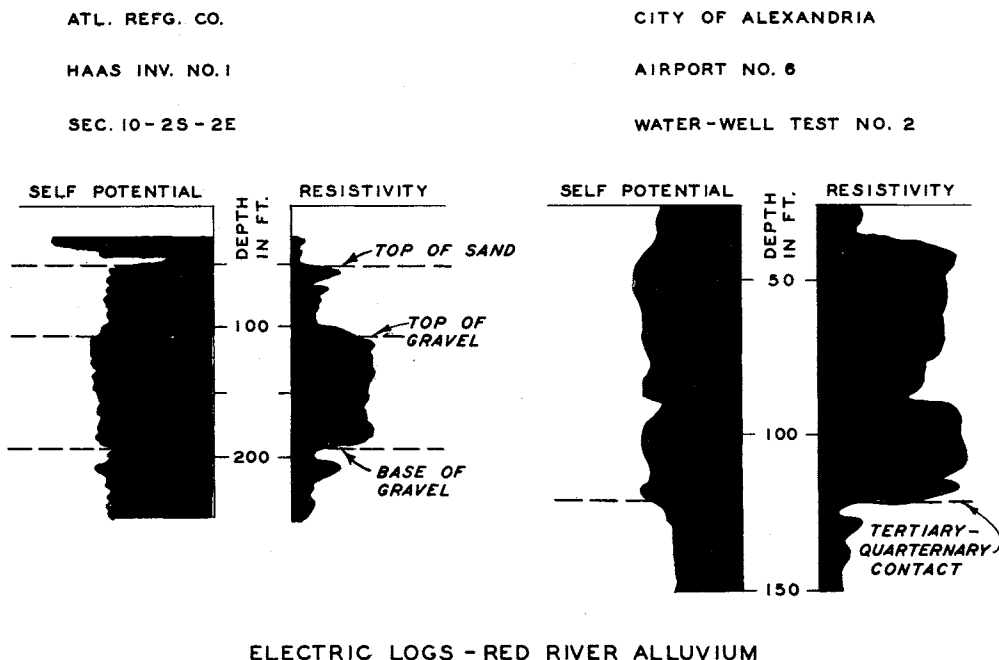 ATL. REFG. CO.
HAAS INV. NO. 1
SEC. 10-2S-2E
SELF POTENTIAL
DEPTH
IN FT.
RESISTIVITY
TOP OF SAND
100
TOP OF
GRAVEL
200
BASE OF
GRAVEL
CITY OF ALEXANDRIA
AIRPORT NO. 6
WATER-WELL TEST NO. 2
SELF POTENTIAL
DEPTH
IN FT.
RESISTIVITY
50
100
TERTIARY-
QUARTERNARY
CONTACT
150
ELECTRIC LOGS - RED RIVER ALLUVIUM